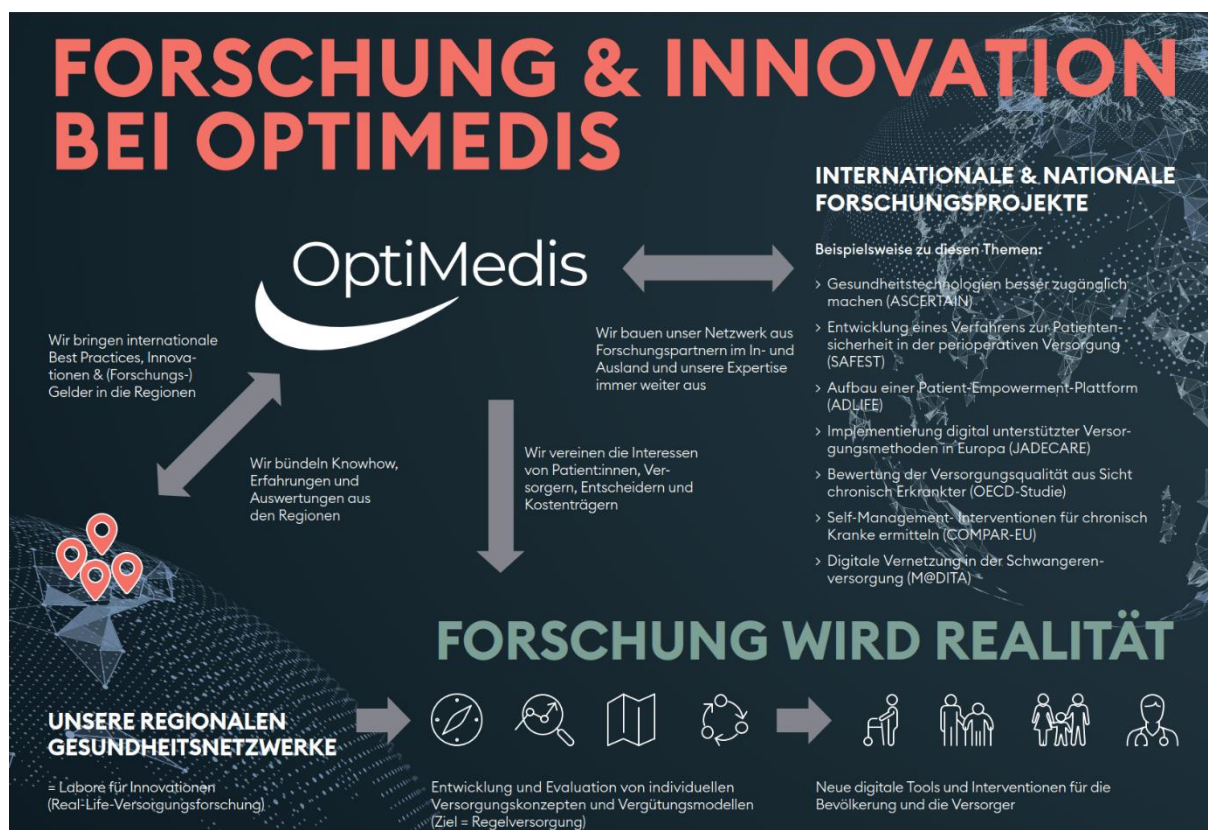 FORSCHUNG & INNOVATION
BEI OPTIMEDIS
OptiMedis
INTERNATIONALE & NATIONALE
FORSCHUNGSPROJEKTE
Beispielsweise zu diesen Themen:
› Gesundheitstechnologien besser zugänglich
machen (ASCERTAIN)
› Entwicklung eines Verfahrens zur Patienten-
sicherheit in der perioperativen Versorgung
(SAFEST)
› Aufbau einer Patient-Empowerment-Plattform
(ADLIFE)
› Implementierung digital unterstützter Versor-
gungsmethoden in Europa (JADECARE)
› Bewertung der Versorgungsqualität aus Sicht
chronisch Erkrankter (OECD-Studie)
› Self-Management- Interventionen für chronisch
Kranke ermitteln (COMPAR-EU)
› Digitale Vernetzung in der Schwangeren-
versorgung (M@DITA)
Wir bringen internationale
Best Practices, Innova-
tionen & (Forschungs-)
Gelder in die Regionen
Wir bauen unser Netzwerk aus
Forschungspartnern im In- und
Ausland und unsere Expertise
immer weiter aus
Wir bündeln Knowhow,
Erfahrungen und
Auswertungen aus
den Regionen
Wir vereinen die Interessen
von Patient:innen, Ver-
sorgern, Entscheidern und
Kostenträgern
FORSCHUNG WIRD REALITÄT
UNSERE REGIONALEN
GESUNDHEITSNETZWERKE
= Labore für Innovationen
(Real-Life-Versorgungsforschung)
Entwicklung und Evaluation von individuellen
Versorgungskonzepten und Vergütungsmodellen
(Ziel = Regelversorgung)
Neue digitale Tools und Interventionen für die
Bevölkerung und die Versorger